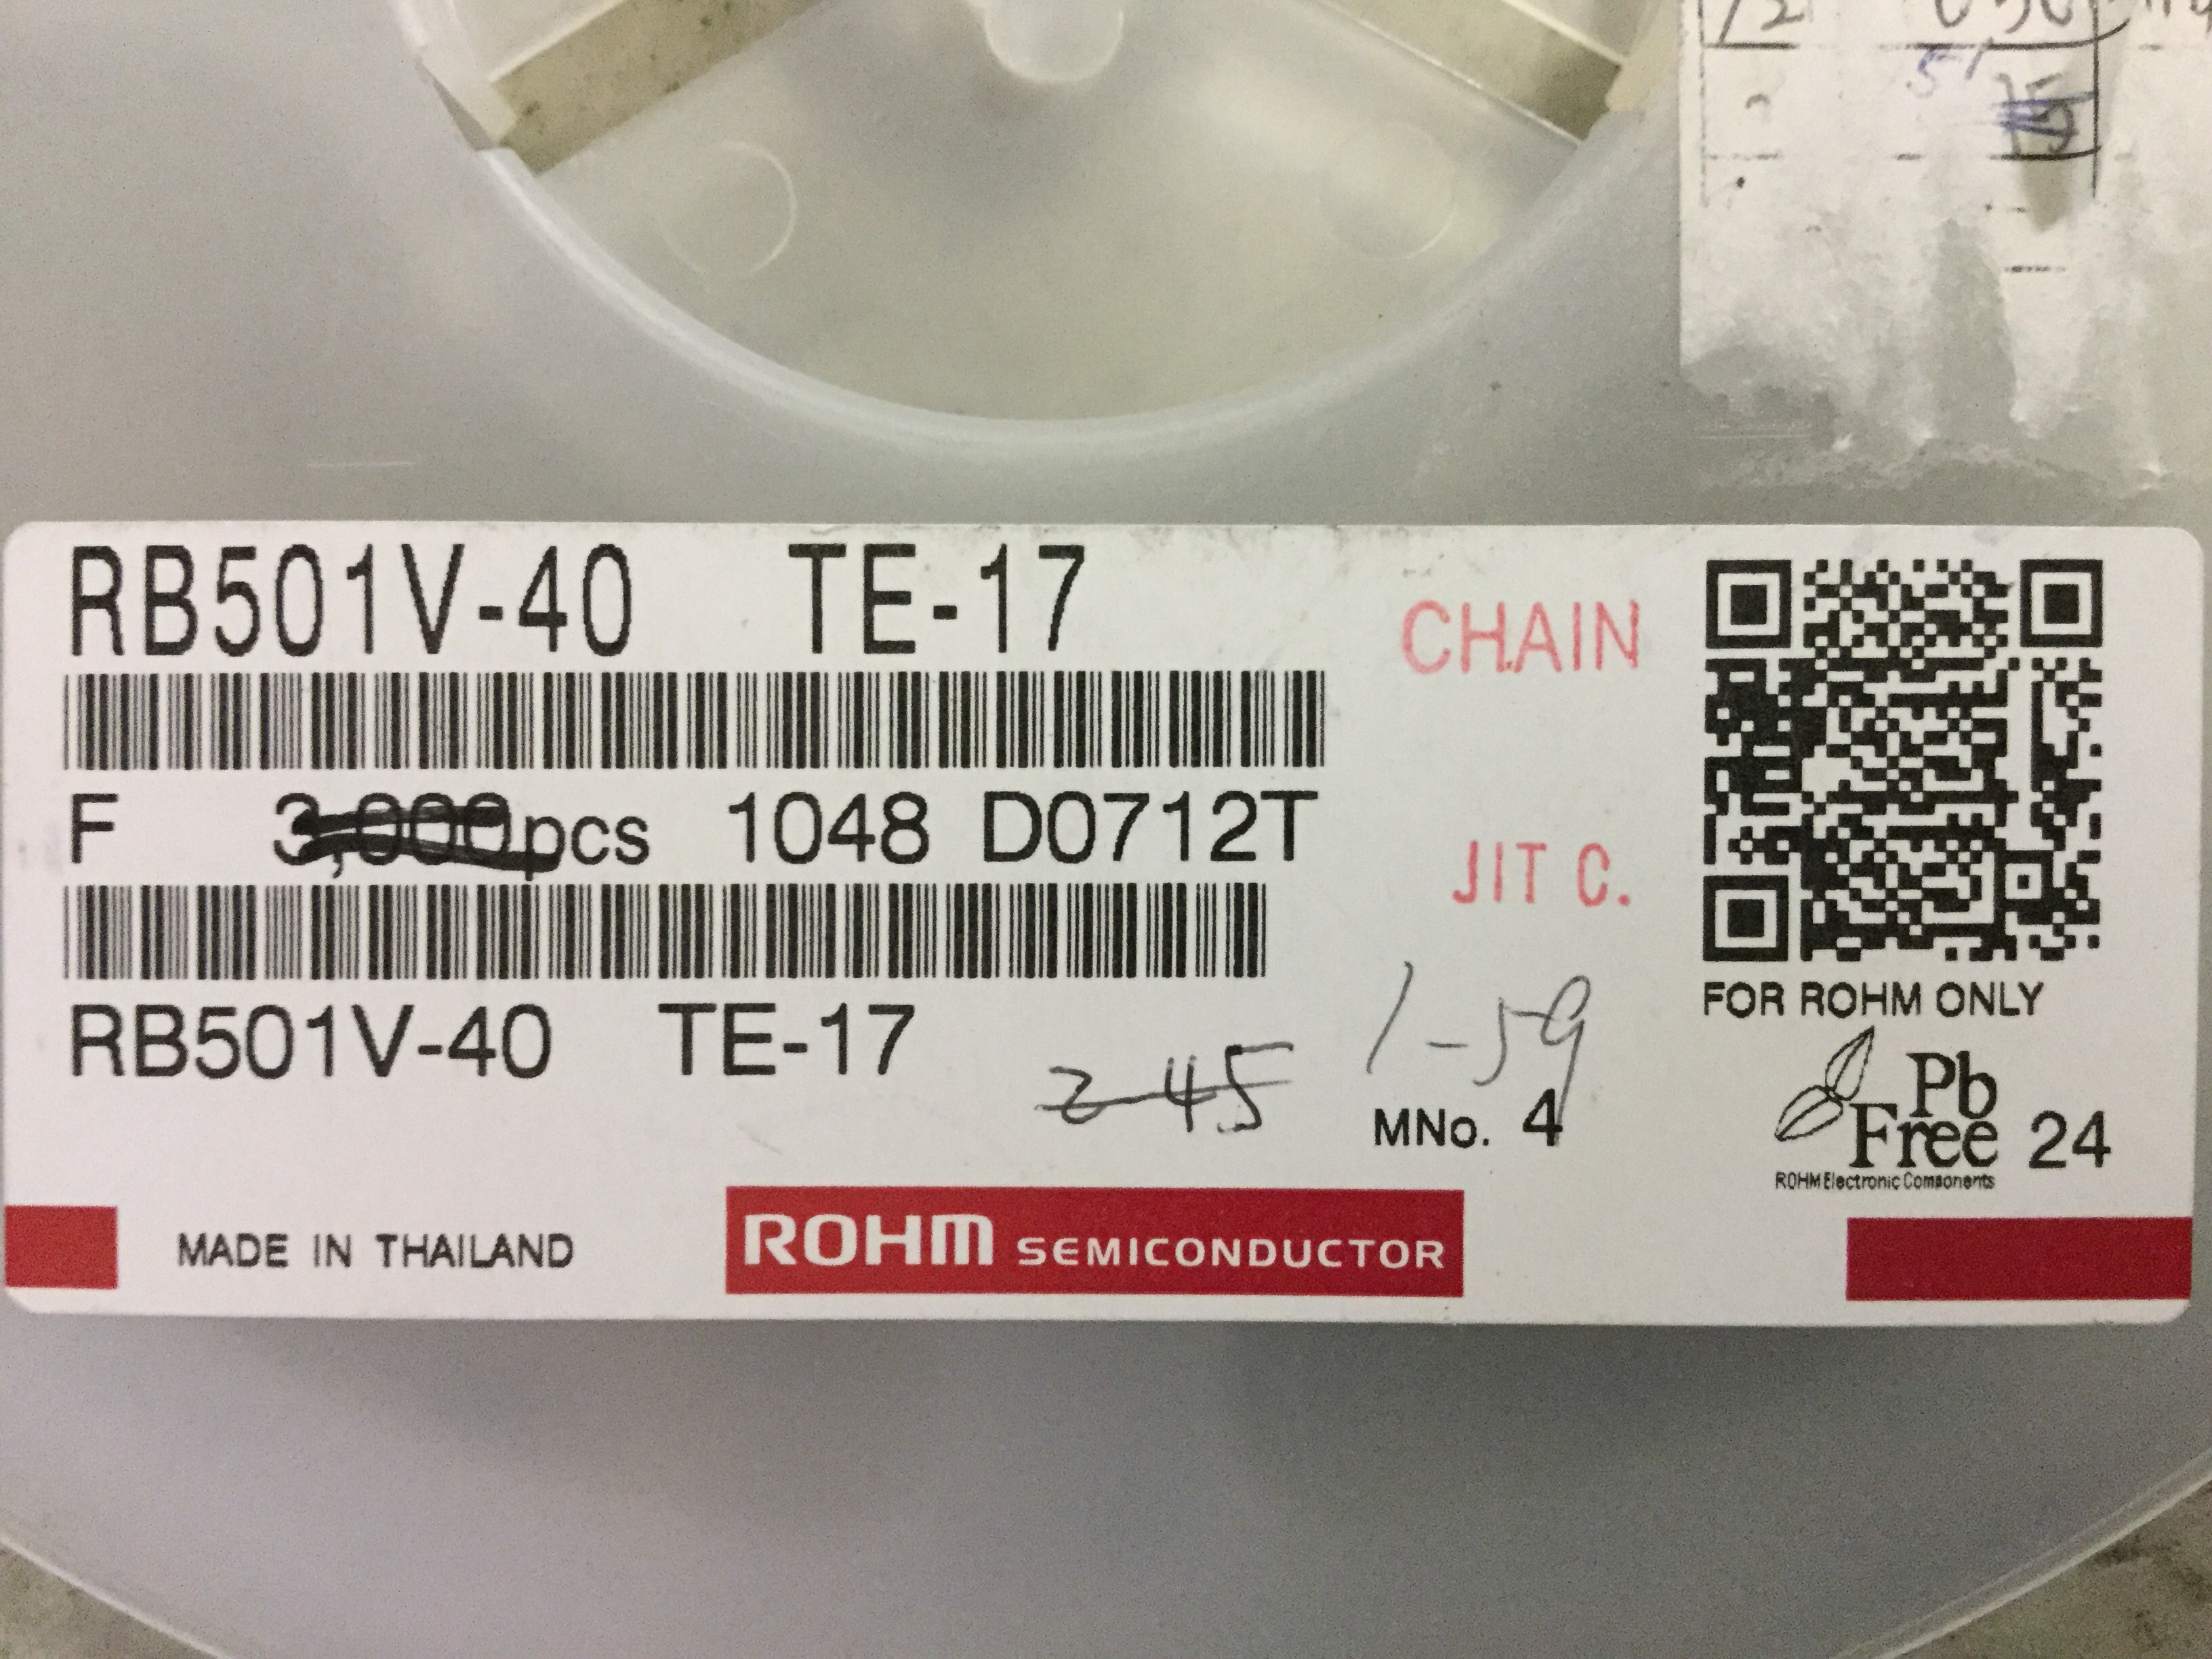 RB501V-40 TE-17
CHAIN
F 3,000pcs 1048 D0712T
JIT C.
FOR ROHM ONLY
RB501V-40 TE-17
2-45
1-59
MNo. 4
Pb
Free 24
ROHM Electronic Components
MADE IN THAILAND
ROHM SEMICONDUCTOR